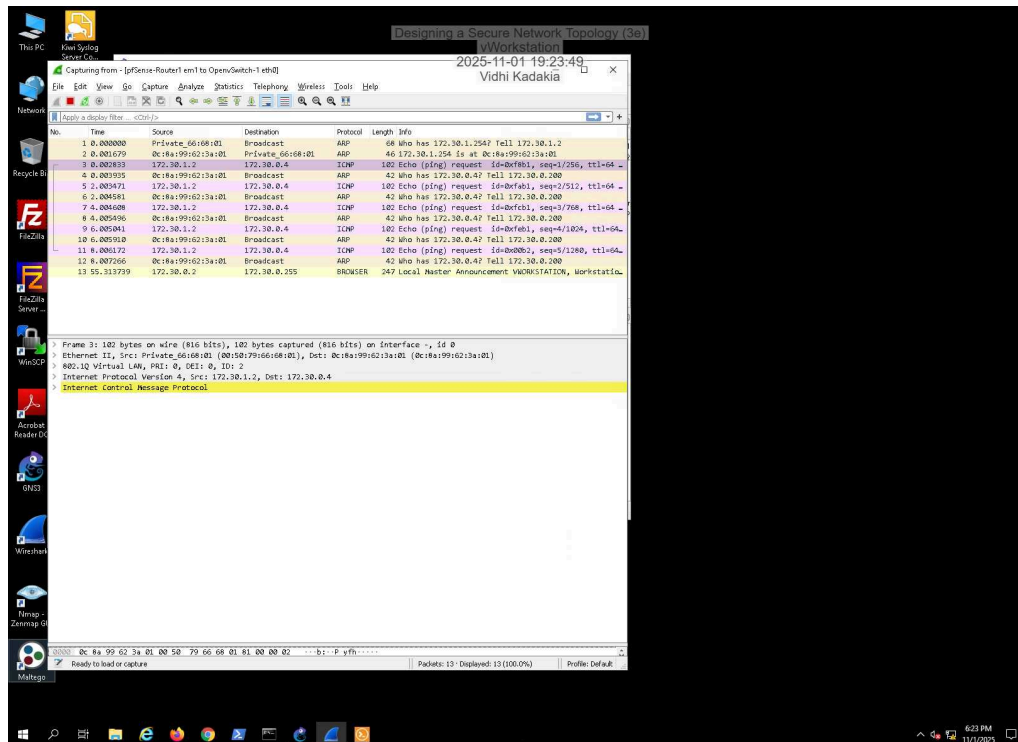 Designing a Secure Network Topology (3e)
vWorkstation
2025-11-01 19:23:49
Vidhi Kadakia
This PC
Kiwi Syslog
Server Co...
Network
Recycle Bi
FileZilla
FileZilla
Server ...
WinSCP
Acrobat
Reader DC
GNS3
Wireshark
Nmap -
Zenmap GU
Maltego
Capturing from - [pfSense-Router1 em1 to OpenvSwitch-1 eth0]
File Edit View Go Capture Analyze Statistics Telephony Wireless Tools Help
Apply a display filter ... <Ctrl-/>
No. Time Source Destination Protocol Length Info
1 0.000000 Private_66:68:01 Broadcast ARP 68 Who has 172.30.1.254? Tell 172.30.1.2
2 0.001679 0c:8a:99:62:3a:01 Private_66:68:01 ARP 46 172.30.1.254 is at 0c:8a:99:62:3a:01
3 0.002833 172.30.1.2 172.30.0.4 ICMP 102 Echo (ping) request id=0xf8b1, seq=1/256, ttl=64 …
4 0.003935 0c:8a:99:62:3a:01 Broadcast ARP 42 Who has 172.30.0.4? Tell 172.30.0.200
5 2.003471 172.30.1.2 172.30.0.4 ICMP 102 Echo (ping) request id=0xfab1, seq=2/512, ttl=64 …
6 2.004581 0c:8a:99:62:3a:01 Broadcast ARP 42 Who has 172.30.0.4? Tell 172.30.0.200
7 4.004608 172.30.1.2 172.30.0.4 ICMP 102 Echo (ping) request id=0xfcb1, seq=3/768, ttl=64 …
8 4.005496 0c:8a:99:62:3a:01 Broadcast ARP 42 Who has 172.30.0.4? Tell 172.30.0.200
9 6.005041 172.30.1.2 172.30.0.4 ICMP 102 Echo (ping) request id=0xfeb1, seq=4/1024, ttl=64…
10 6.005910 0c:8a:99:62:3a:01 Broadcast ARP 42 Who has 172.30.0.4? Tell 172.30.0.200
11 8.006172 172.30.1.2 172.30.0.4 ICMP 102 Echo (ping) request id=0x00b2, seq=5/1280, ttl=64…
12 8.007266 0c:8a:99:62:3a:01 Broadcast ARP 42 Who has 172.30.0.4? Tell 172.30.0.200
13 55.313739 172.30.0.2 172.30.0.255 BROWSER 247 Local Master Announcement VWORKSTATION, Workstatio…
> Frame 3: 102 bytes on wire (816 bits), 102 bytes captured (816 bits) on interface -, id 0
> Ethernet II, Src: Private_66:68:01 (00:50:79:66:68:01), Dst: 0c:8a:99:62:3a:01 (0c:8a:99:62:3a:01)
> 802.1Q Virtual LAN, PRI: 0, DEI: 0, ID: 2
> Internet Protocol Version 4, Src: 172.30.1.2, Dst: 172.30.0.4
> Internet Control Message Protocol
0000 0c 8a 99 62 3a 01 00 50 79 66 68 01 81 00 00 02 ···b:··P yfh·····
Ready to load or capture Packets: 13 · Displayed: 13 (100.0%) Profile: Default
6:23 PM
11/1/2025